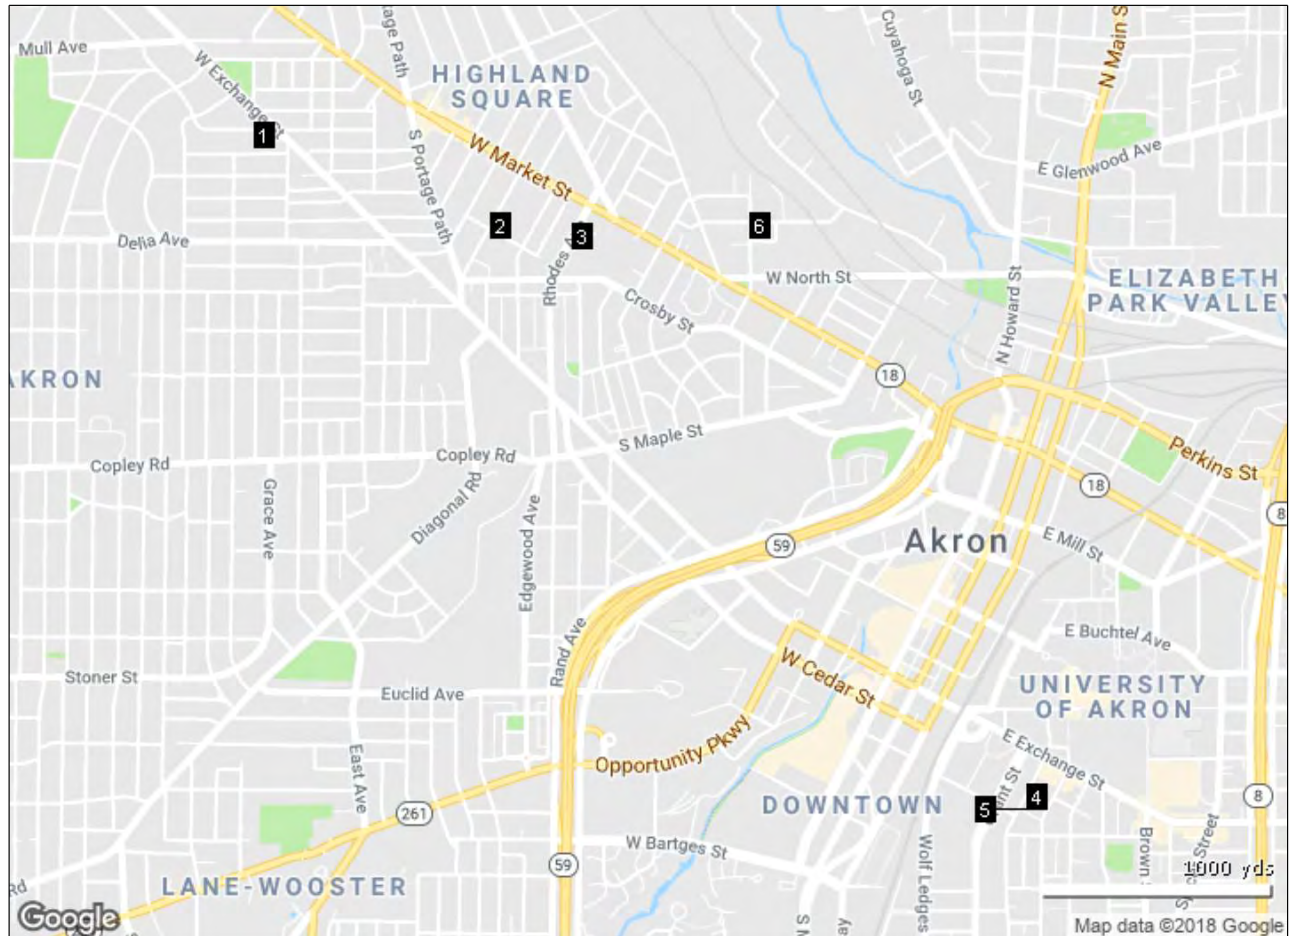 Mull Ave
W Exchange St
HIGHLAND
SQUARE
Cuyahoga St
N Main S
1
S Portage Path
W Market St
E Glenwood Ave
2
3
6
Delia Ave
Rhodes A
W North St
ELIZABETH
PARK VALLEY
Crosby St
N Howard St
18
AKRON
S Maple St
Copley Rd
Copley Rd
Perkins St
Grace Ave
Diagonal Rd
18
8
Edgewood Ave
59
Akron
E Mill St
Rand Ave
E Buchtel Ave
W Cedar St
Stoner St
Euclid Ave
UNIVERSITY
OF AKRON
E Exchange St
East Ave
Opportunity Pkwy
261
DOWNTOWN
5
4
8
W Bartges St
Wolf Ledges
Brown
Street
59
LANE-WOOSTER
1000 yds
Rd
S M
Google
Map data ©2018 Google